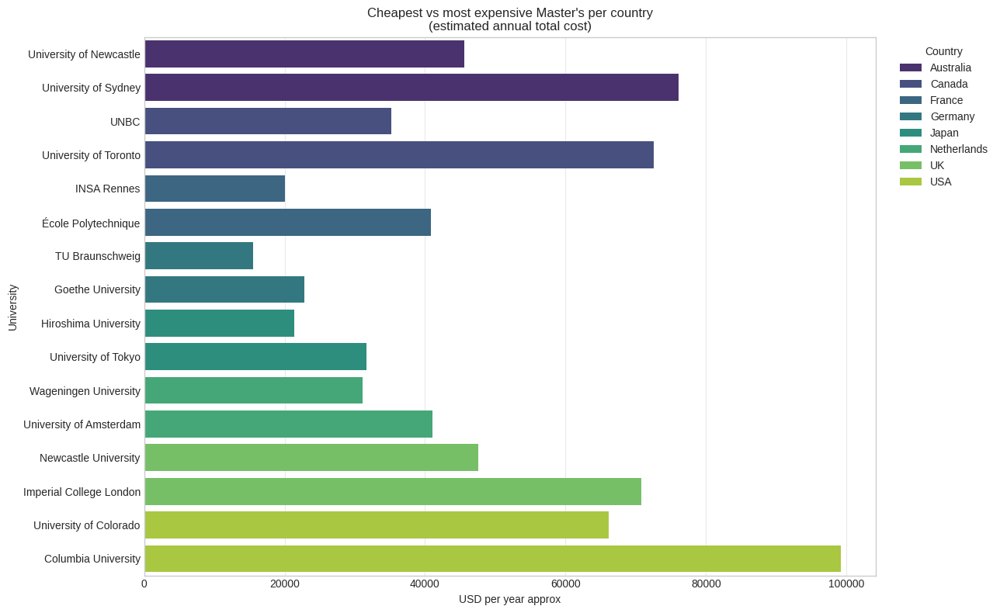 Cheapest vs most expensive Master's per country
(estimated annual total cost)
University
University of Newcastle
University of Sydney
UNBC
University of Toronto
INSA Rennes
École Polytechnique
TU Braunschweig
Goethe University
Hiroshima University
University of Tokyo
Wageningen University
University of Amsterdam
Newcastle University
Imperial College London
University of Colorado
Columbia University
0 20000 40000 60000 80000 100000
USD per year approx
Country
Australia
Canada
France
Germany
Japan
Netherlands
UK
USA